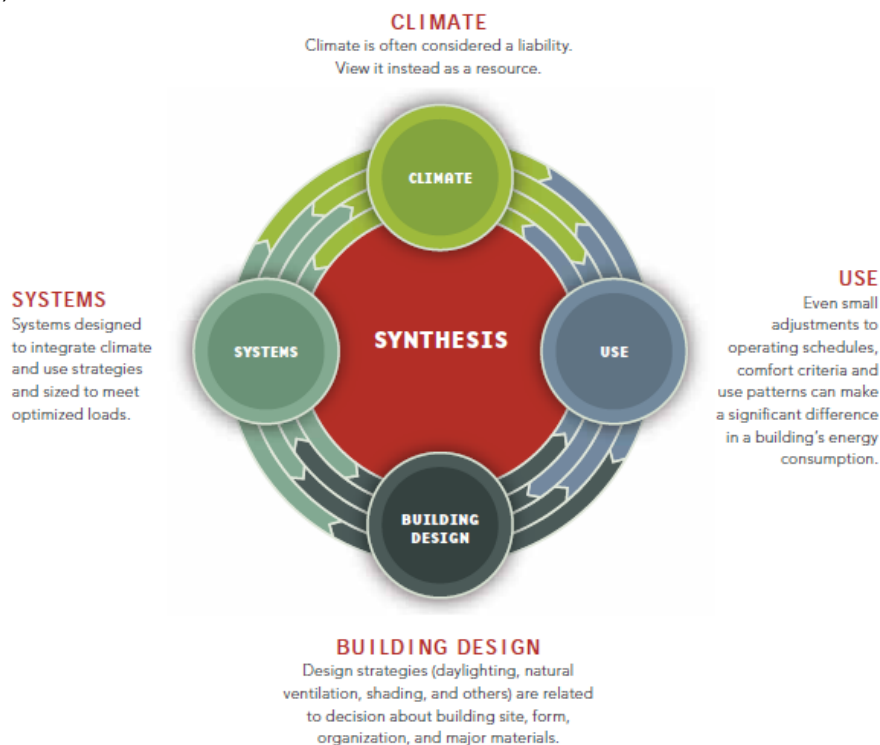 CLIMATE
Climate is often considered a liability.
View it instead as a resource.
CLIMATE
SYSTEMS
Systems designed
to integrate climate
and use strategies
and sized to meet
optimized loads.
SYSTEMS
SYNTHESIS
USE
USE
Even small
adjustments to
operating schedules,
comfort criteria and
use patterns can make
a significant difference
in a building's energy
consumption.
BUILDING
DESIGN
BUILDING DESIGN
Design strategies (daylighting, natural
ventilation, shading, and others) are related
to decision about building site, form,
organization, and major materials.